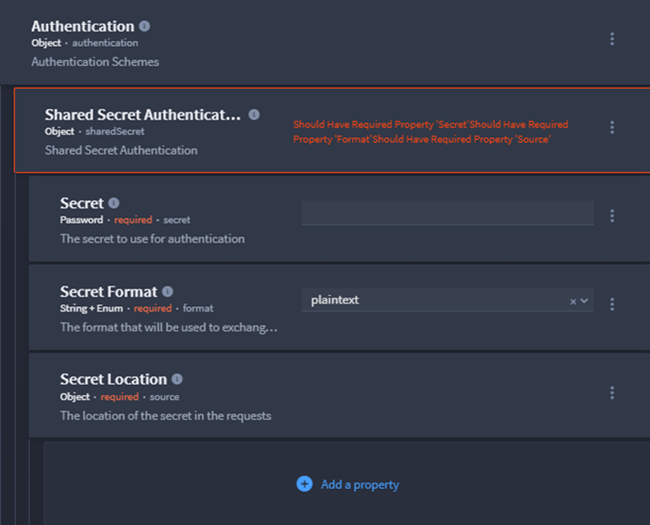 Authentication
Object · authentication
Authentication Schemes
Shared Secret Authenticat...
Object · sharedSecret
Shared Secret Authentication
Should Have Required Property 'Secret'Should Have Required
Property 'Format'Should Have Required Property 'Source'
Secret
Password · required · secret
The secret to use for authentication
Secret Format
String + Enum · required · format
The format that will be used to exchang...
plaintext
Secret Location
Object · required · source
The location of the secret in the requests
Add a property